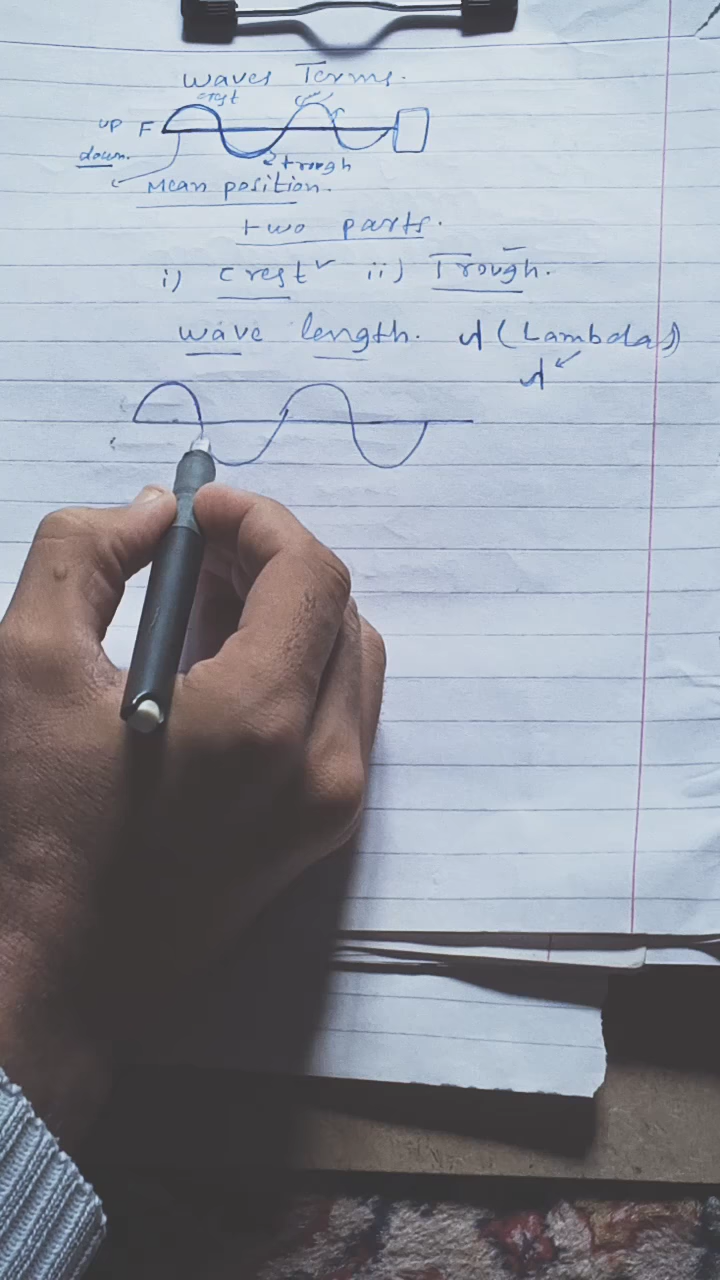 Waves Terms.
crest
up F
down.
trough
Mean position.
two parts.
i) Crest ii) Trough.
wave length. λ (Lambda)
λ